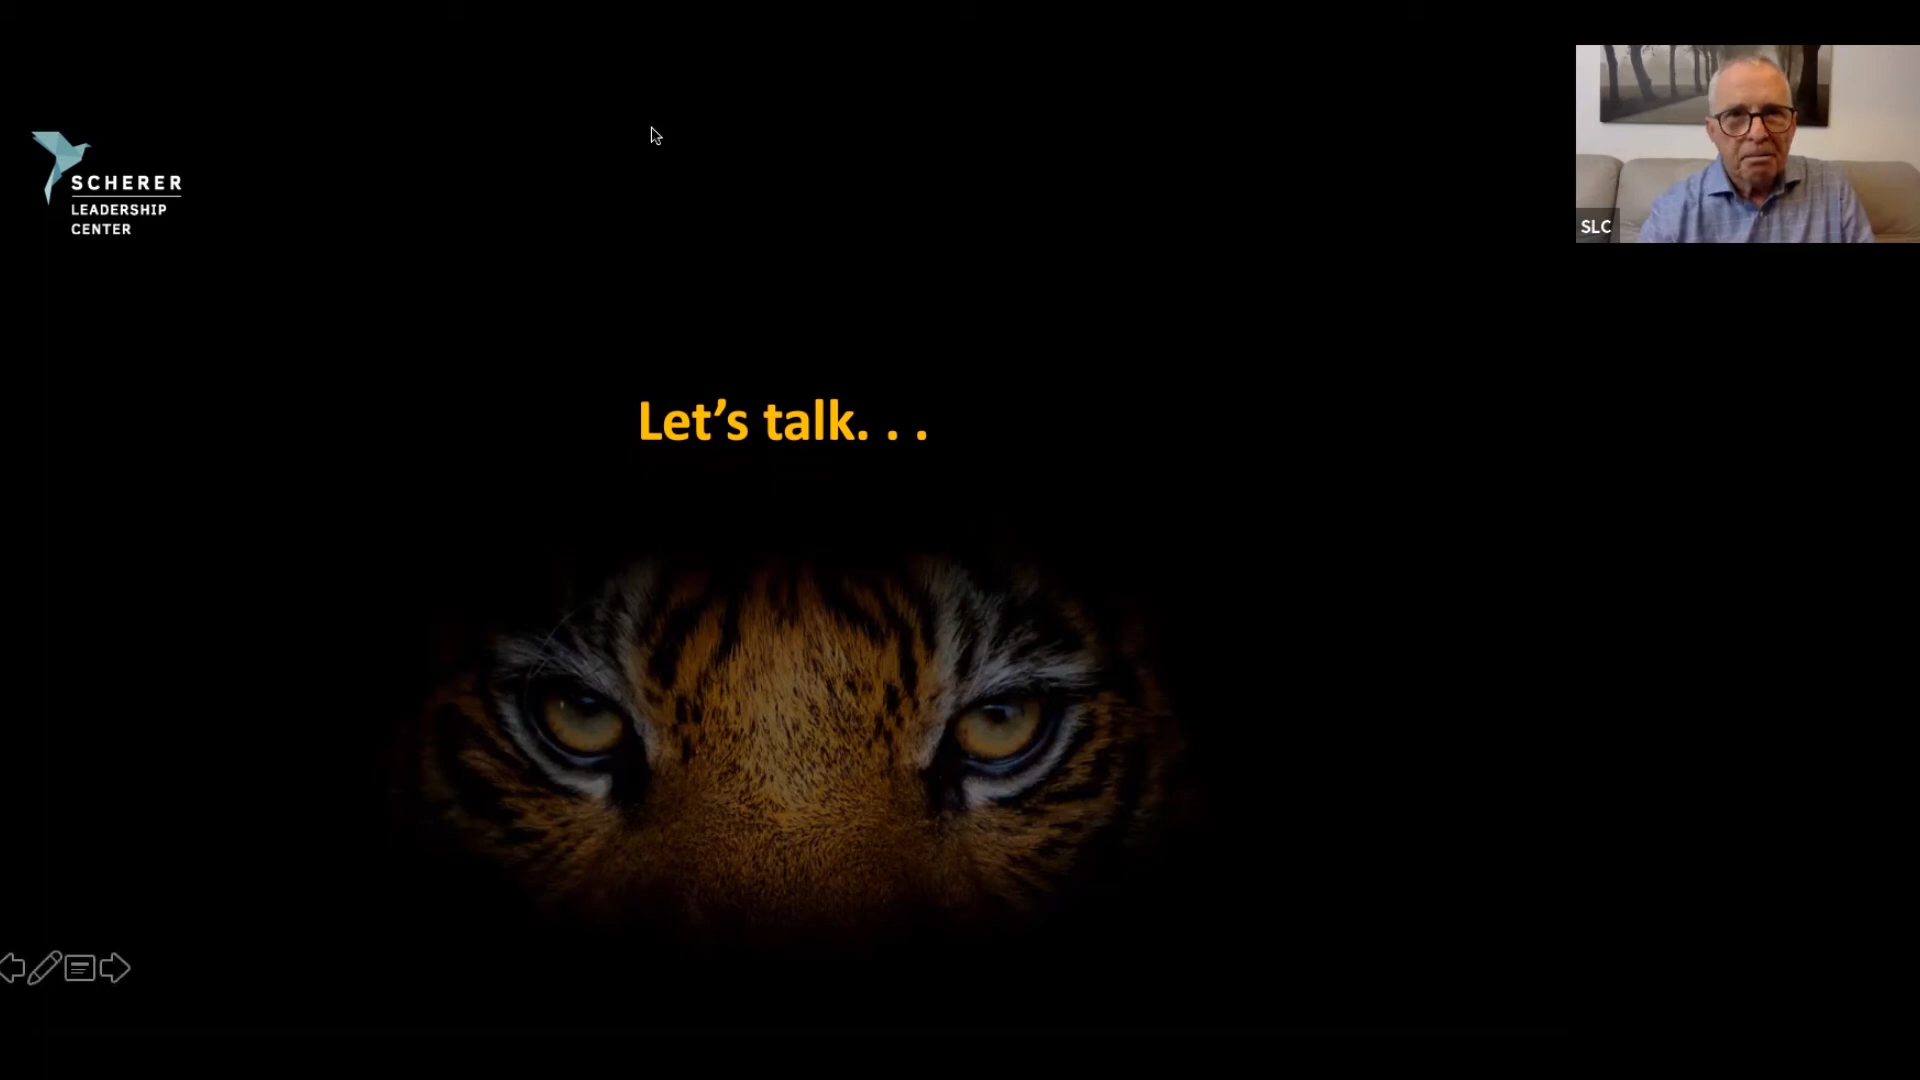 SCHERER
LEADERSHIP
CENTER
SLC
Let’s talk. . .